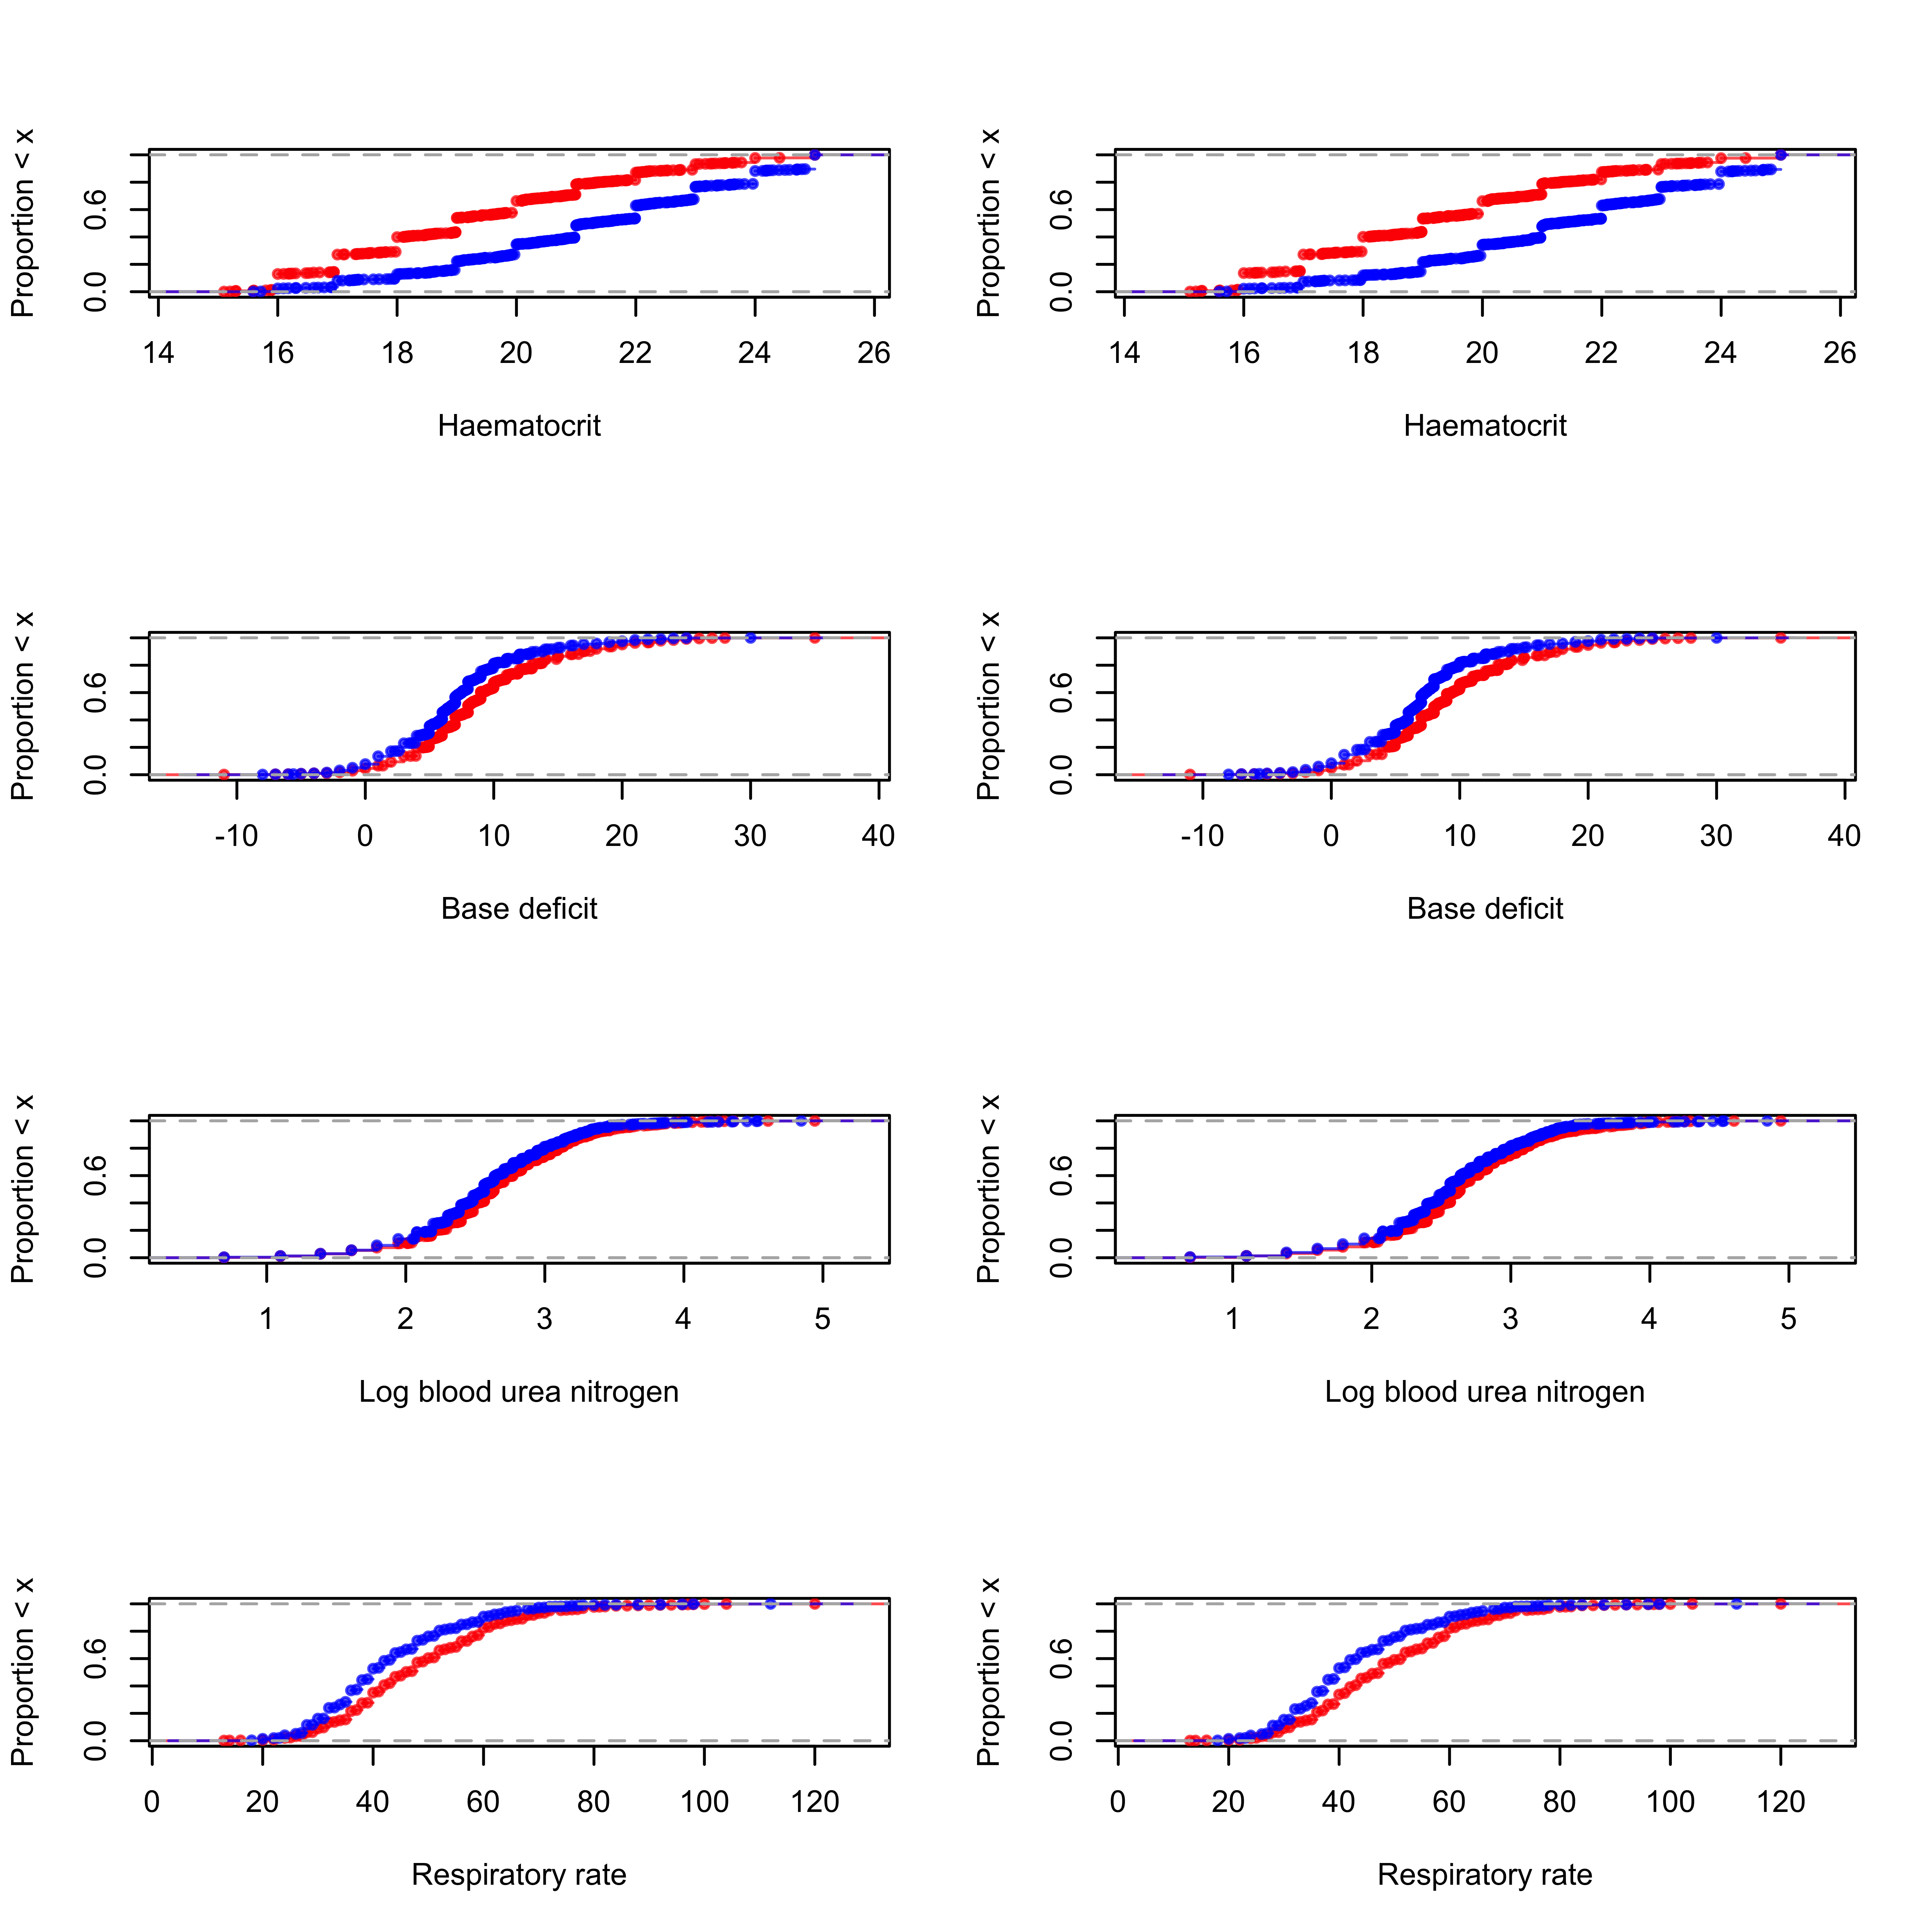 Proportion < x
0.0 0.6
14 16 18 20 22 24 26
Haematocrit
Proportion < x
0.0 0.6
14 16 18 20 22 24 26
Haematocrit
Proportion < x
0.0 0.6
-10 0 10 20 30 40
Base deficit
Proportion < x
0.0 0.6
-10 0 10 20 30 40
Base deficit
Proportion < x
0.0 0.6
1 2 3 4 5
Log blood urea nitrogen
Proportion < x
0.0 0.6
1 2 3 4 5
Log blood urea nitrogen
Proportion < x
0.0 0.6
0 20 40 60 80 100 120
Respiratory rate
Proportion < x
0.0 0.6
0 20 40 60 80 100 120
Respiratory rate